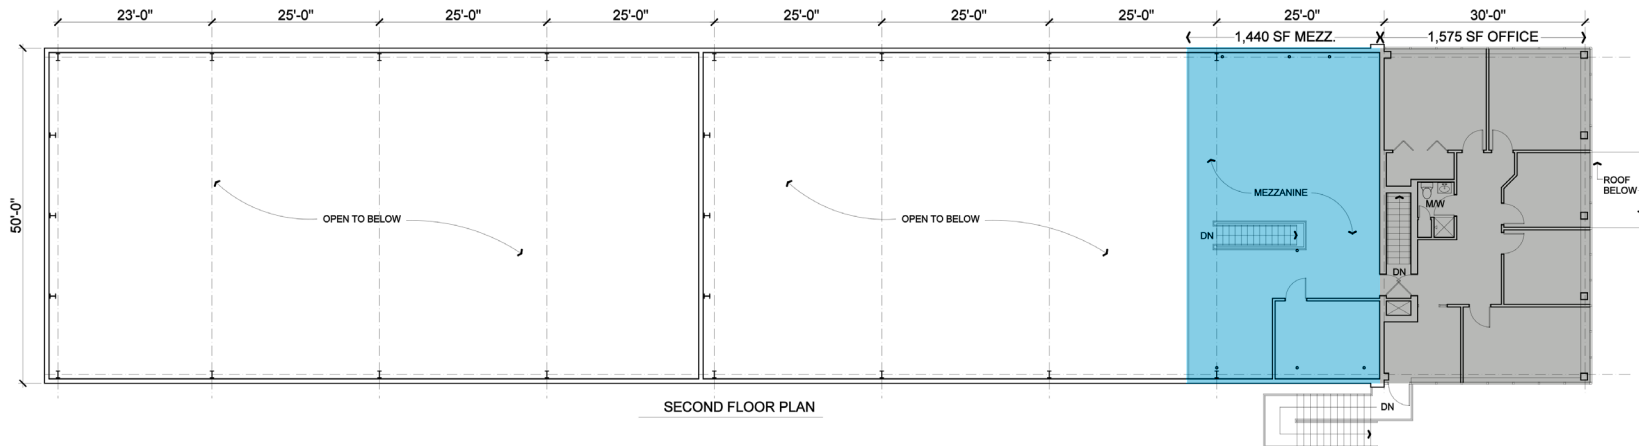 23'-0" 25'-0" 25'-0" 25'-0" 25'-0" 25'-0" 25'-0" 25'-0" 30'-0"
1,440 SF MEZZ. 1,575 SF OFFICE
50'-0"
ROOF
BELOW
MEZZANINE
M/W
OPEN TO BELOW
OPEN TO BELOW
DN
DN
SECOND FLOOR PLAN
DN